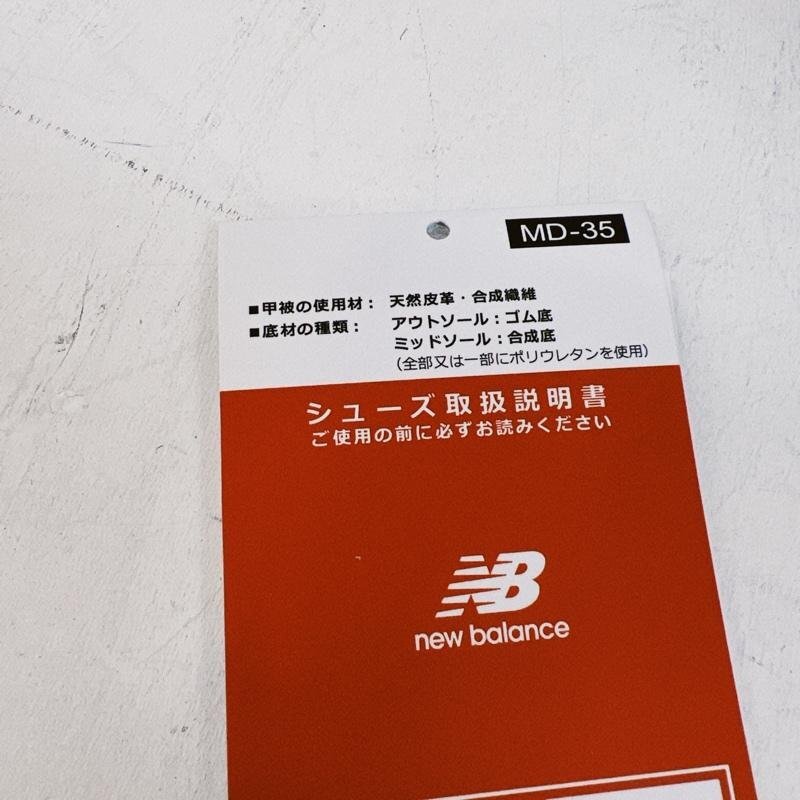 MD-35
■甲被の使用材： 天然皮革・合成繊維
■底材の種類： アウトソール：ゴム底
ミッドソール：合成底
（全部又は一部にポリウレタンを使用）
シューズ取扱説明書
ご使用の前に必ずお読みください
NB
new balance